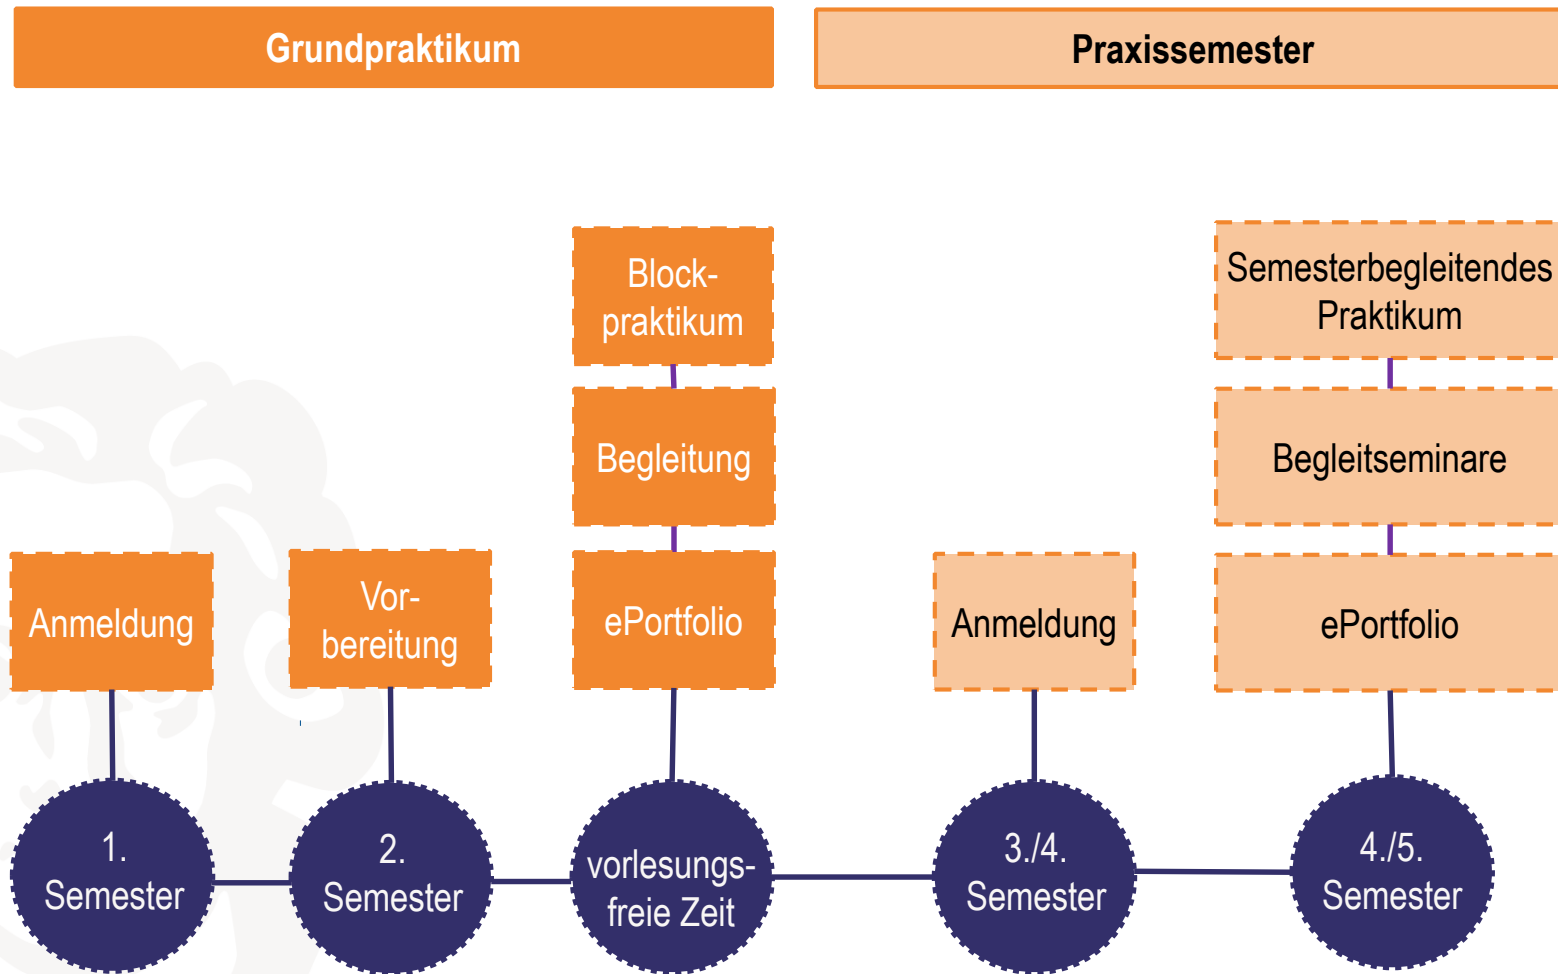 Grundpraktikum
Praxissemester
Block-
praktikum
Semesterbegleitendes
Praktikum
Begleitung
Begleitseminare
Anmeldung
Vor-
bereitung
ePortfolio
Anmeldung
ePortfolio
1.
Semester
2.
Semester
vorlesungs-
freie Zeit
3./4.
Semester
4./5.
Semester